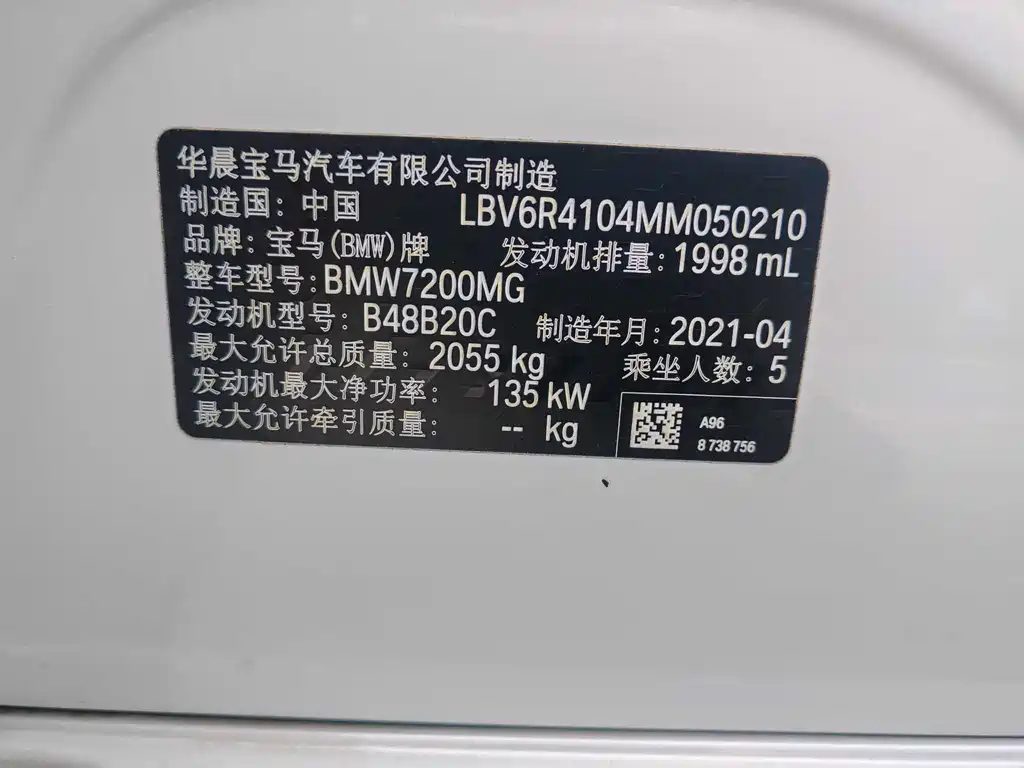 华晨宝马汽车有限公司制造
制造国: 中国 LBV6R4104MM050210
品牌: 宝马(BMW)牌 发动机排量: 1998 mL
整车型号: BMW7200MG
发动机型号: B48B20C 制造年月: 2021-04
最大允许总质量: 2055 kg 乘坐人数: 5
发动机最大净功率: 135 kW
最大允许牵引质量: -- kg
A96
8 738 756